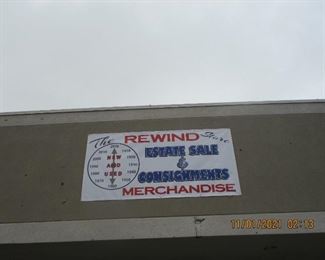 The REWIND Store
ESTATE SALE
&
CONSIGNMENTS
MERCHANDISE
NEW
AND
USED
11/01/2021 02:13